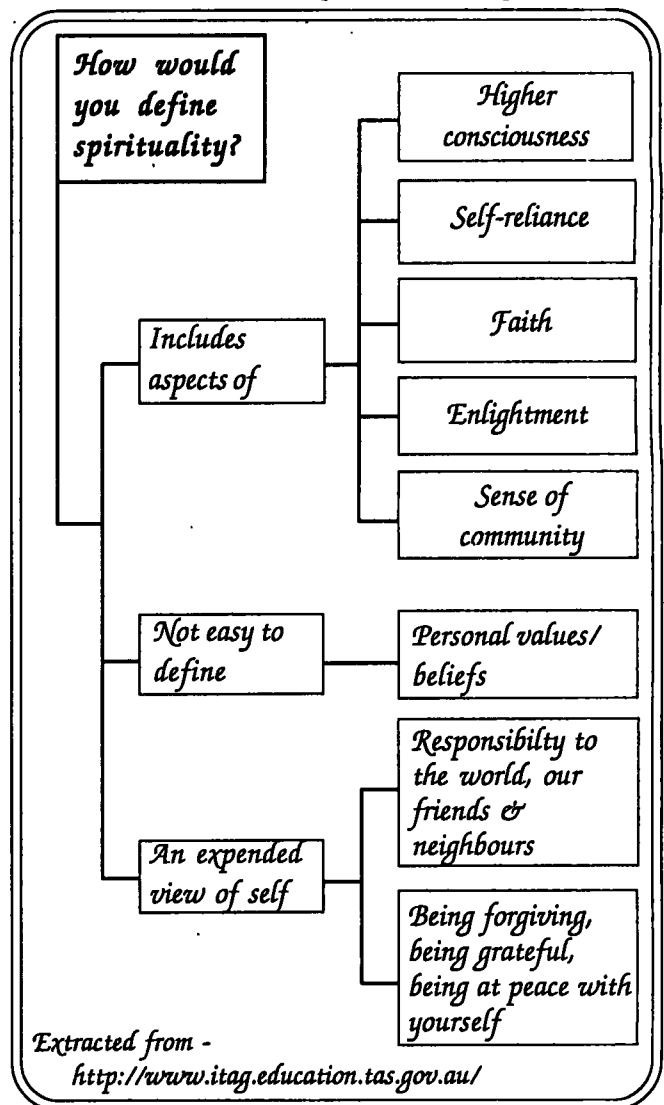 How would
you define
spirituality?
Includes
aspects of
Higher
consciousness
Self-reliance
Faith
Enlightment
Sense of
community
Not easy to
define
Personal values/
beliefs
An expended
view of self
Responsibilty to
the world, our
friends &
neighbours
Being forgiving,
being grateful,
being at peace with
yourself
Extracted from -
http://www.itag.education.tas.gov.au/